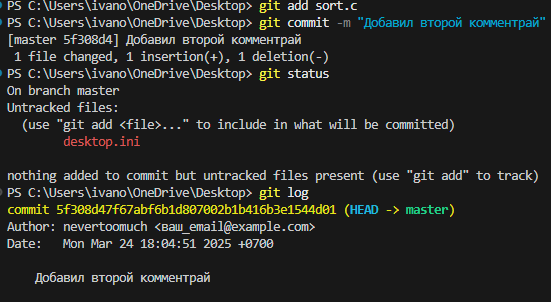 PS C:\Users\ivano\OneDrive\Desktop> git add sort.c
PS C:\Users\ivano\OneDrive\Desktop> git commit -m "Добавил второй комментрай"
[master 5f308d4] Добавил второй комментрай
 1 file changed, 1 insertion(+), 1 deletion(-)
PS C:\Users\ivano\OneDrive\Desktop> git status
On branch master
Untracked files:
  (use "git add <file>..." to include in what will be committed)
        desktop.ini

nothing added to commit but untracked files present (use "git add" to track)
PS C:\Users\ivano\OneDrive\Desktop> git log
commit 5f308d47f67abf6b1d807002b1b416b3e1544d01 (HEAD -> master)
Author: nevertoomuch <ваш_email@example.com>
Date:   Mon Mar 24 18:04:51 2025 +0700

    Добавил второй комментрай